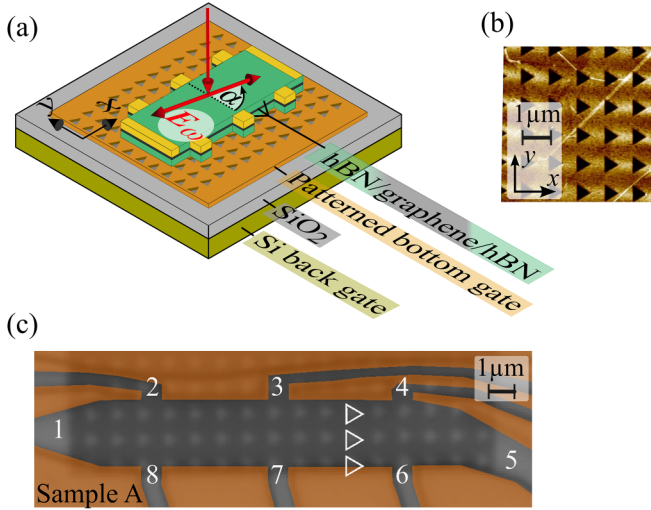 (a)
y
x
α
Eω
hBN/graphene/hBN
Patterned bottom gate
SiO2
Si back gate
(b)
1µm
y
x
(c)
1µm
2
3
4
1
5
8
7
6
Sample A